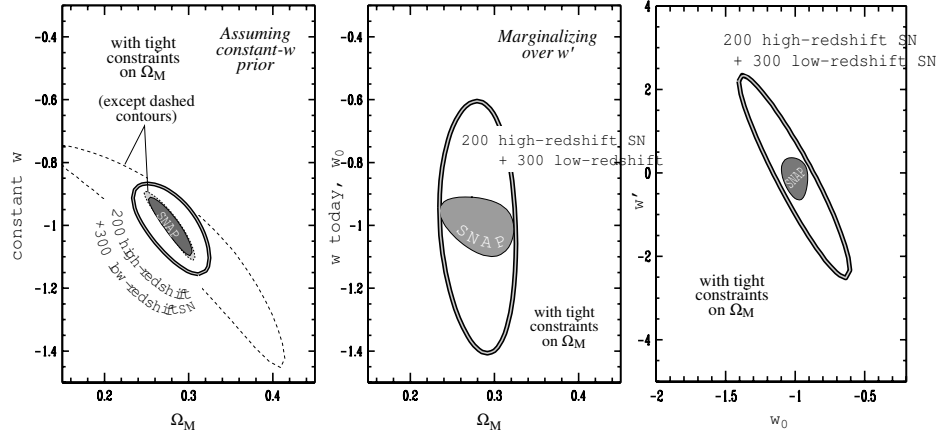 Assuming
constant-w
prior
with tight
constraints
on Ω_M
(except dashed
contours)
SNAP
200 high-redshift
+300 low-redshift SN
constant w
-0.4
-0.6
-0.8
-1
-1.2
-1.4
0.2
0.3
0.4
Ω_M
Marginalizing
over w'
200 high-redshift SN
+ 300 low-redshift
SNAP
with tight
constraints
on Ω_M
w today, w_0
-0.4
-0.6
-0.8
-1
-1.2
-1.4
0.2
0.3
0.4
Ω_M
200 high-redshift SN
+ 300 low-redshift SN
SNAP
with tight
constraints
on Ω_M
w'
4
2
0
-2
-4
-2
-1.5
-1
-0.5
w_0